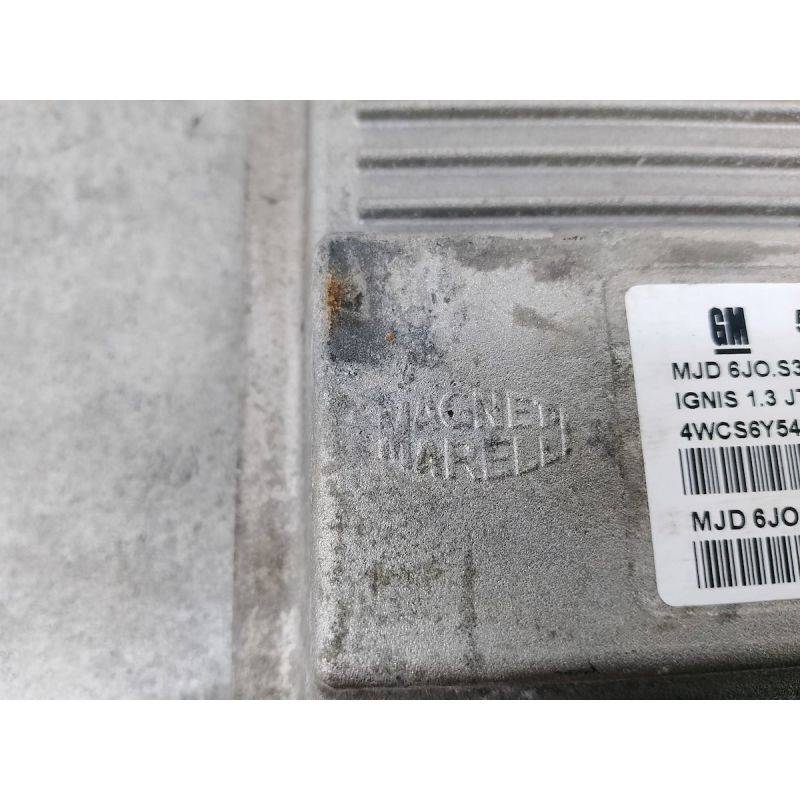 GM 5
MJD 6JO.S3
IGNIS 1.3 JT
4WCS6Y54
MJD 6JO
MAGNETI
MARELLI